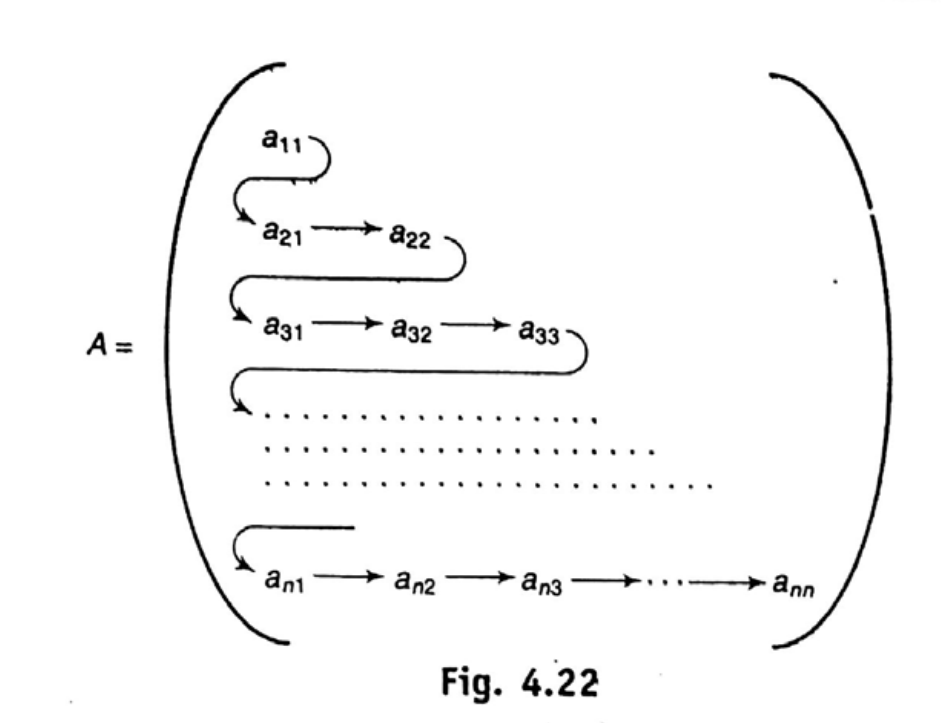 a11
a21 a22
a31 a32 a33
A =
. . . . . . . . . . . . . . . . . .
. . . . . . . . . . . . . . . . . . . . .
. . . . . . . . . . . . . . . . . . . . . . . .
an1 an2 an3 ... ann
Fig. 4.22